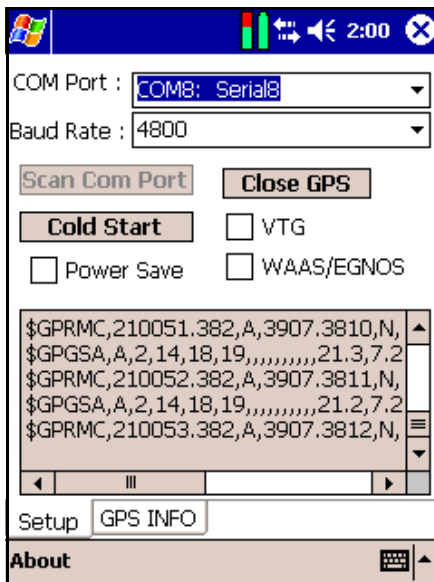 2:00
COM Port : COM8: Serial8
Baud Rate : 4800
Scan Com Port Close GPS
Cold Start VTG
Power Save WAAS/EGNOS
$GPRMC,210051.382,A,3907.3810,N,
$GPGSA,A,2,14,18,19,,,,,,,,,,21.3,7.2
$GPRMC,210052.382,A,3907.3811,N,
$GPGSA,A,2,14,18,19,,,,,,,,,,21.2,7.2
$GPRMC,210053.382,A,3907.3812,N,
Setup GPS INFO
About